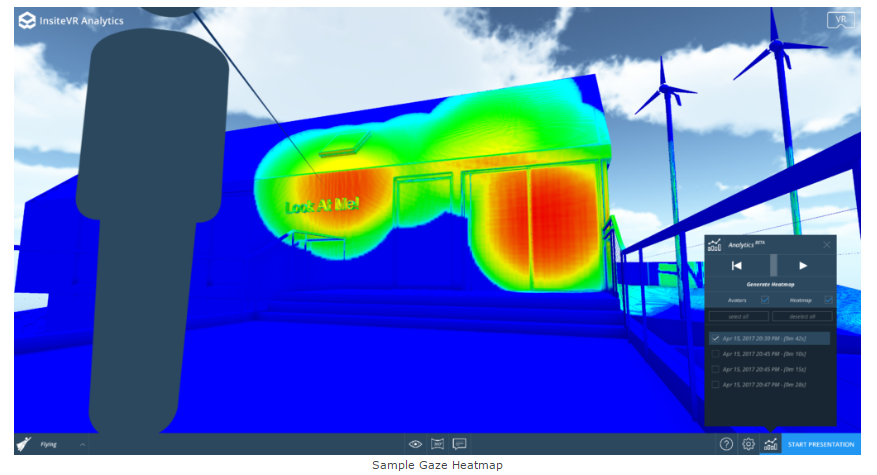 InsiteVR Analytics
VR
Look At Me!
Analytics BETA
Generate Heatmap
Avatars
Heatmap
select all
deselect all
Apr 15, 2017 20:39 PM - [0m 42s]
Apr 15, 2017 20:45 PM - [0m 10s]
Apr 15, 2017 20:45 PM - [0m 15s]
Apr 15, 2017 20:47 PM - [0m 28s]
Flying
START PRESENTATION
Sample Gaze Heatmap